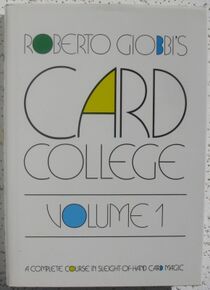 ROBERTO GIOBBI'S
CARD
COLLEGE
VOLUME 1
A COMPLETE COURSE IN SLEIGHT-OF-HAND CARD MAGIC